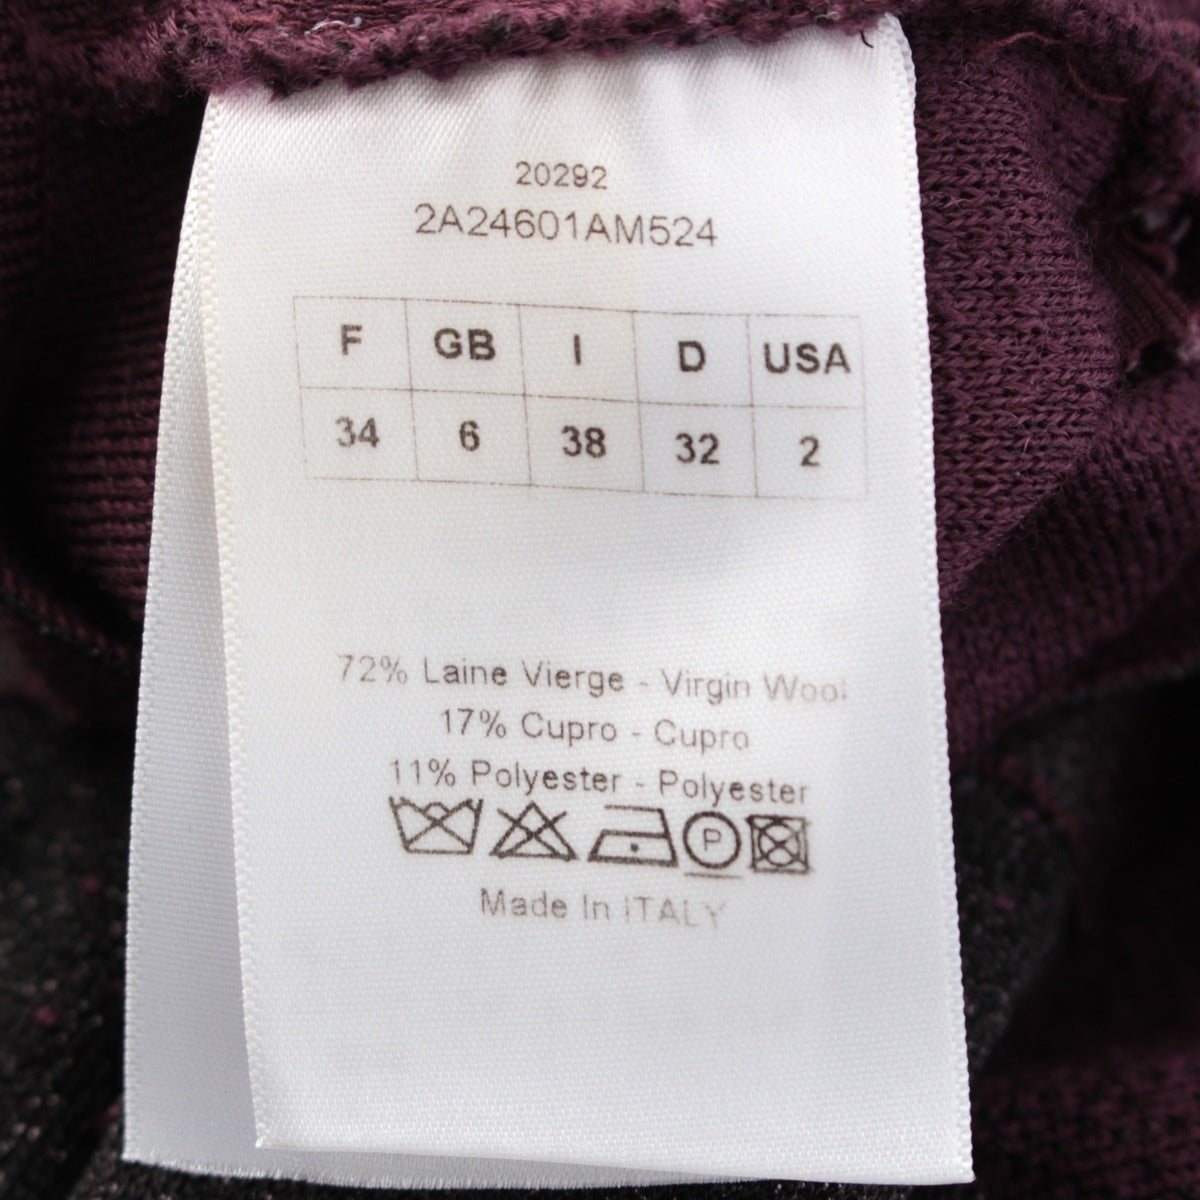 20292
2A24601AM524
F GB I D USA
34 6 38 32 2
72% Laine Vierge - Virgin Wool
17% Cupro - Cupro
11% Polyester - Polyester
P
Made In ITALY